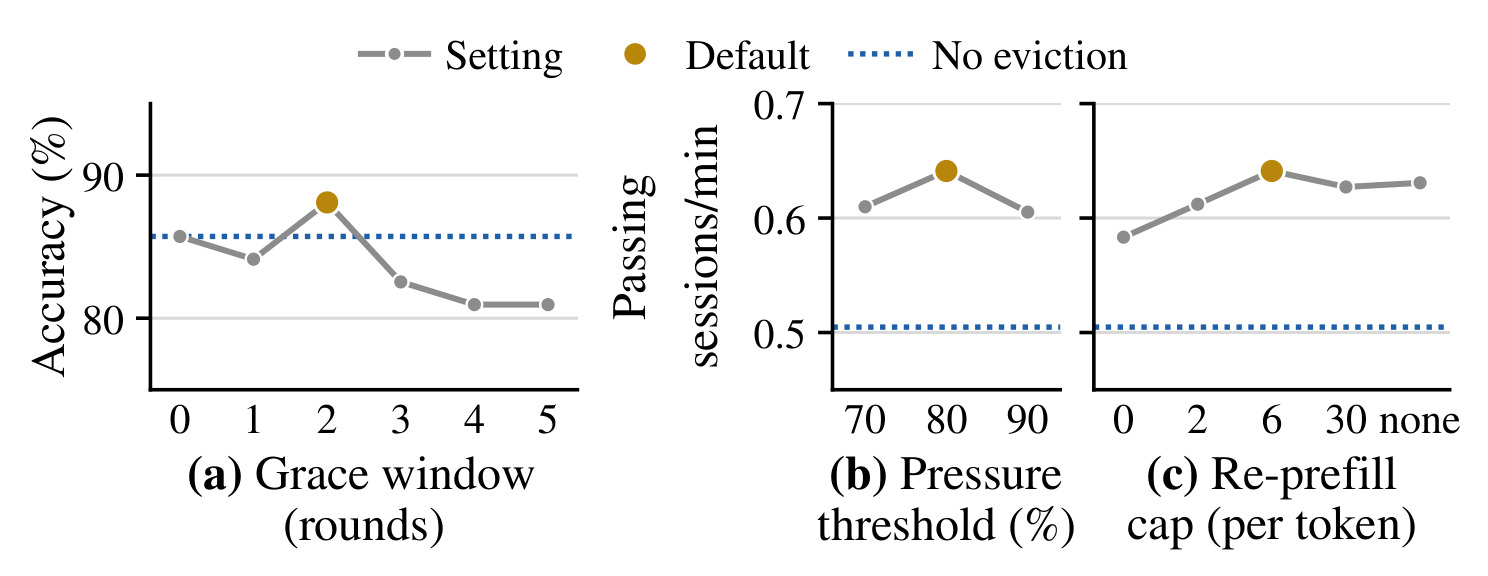 Setting Default No eviction
Accuracy (%)
90
80
0 1 2 3 4 5
(a) Grace window
(rounds)
Passing
sessions/min
0.7
0.6
0.5
70 80 90
(b) Pressure
threshold (%)
0 2 6 30 none
(c) Re-prefill
cap (per token)